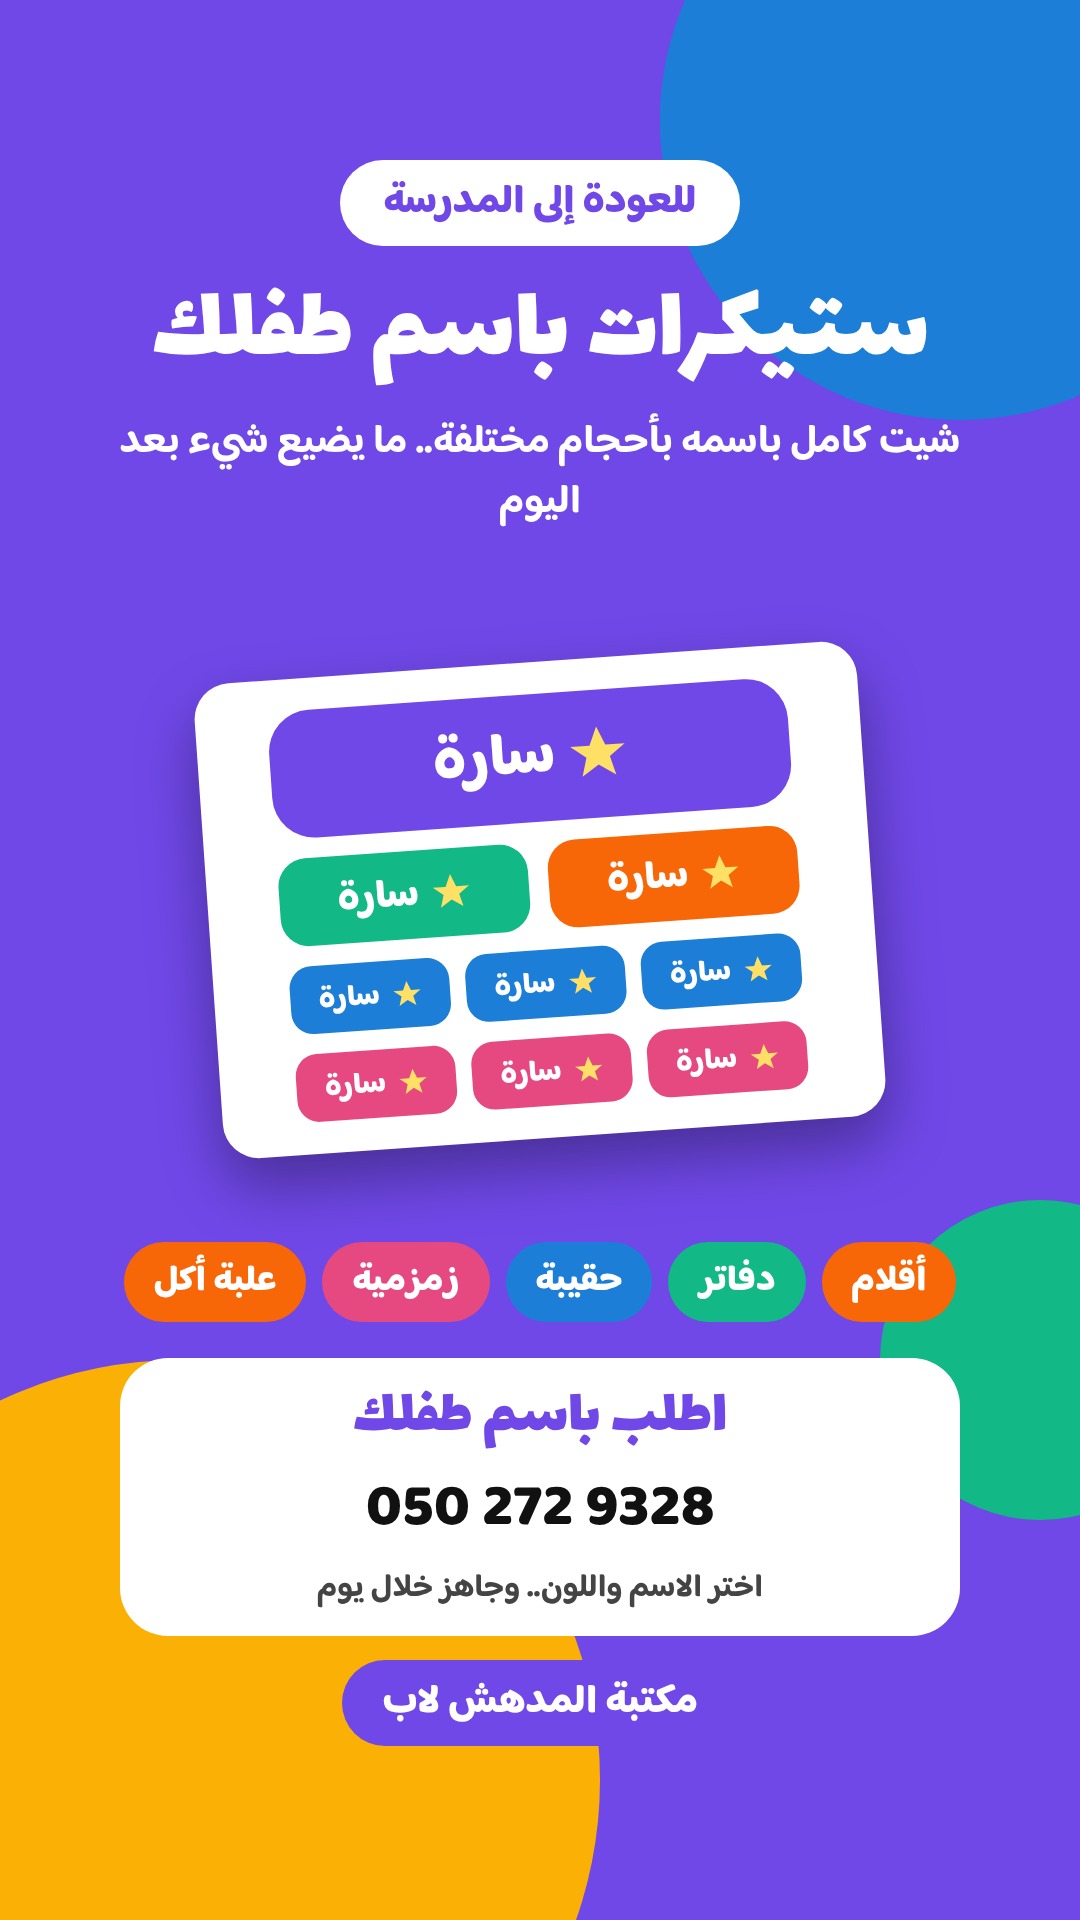 للعودة إلى المدرسة
ستيكرات باسم طفلك
شيت كامل باسمه بأحجام مختلفة.. ما يضيع شيء بعد
اليوم
سارة
سارة سارة
سارة سارة سارة
سارة سارة سارة
أقلام دفاتر حقيبة زمزمية علبة أكل
اطلب باسم طفلك
050 272 9328
اختر الاسم واللون.. وجاهز خلال يوم
مكتبة المدهش لاب